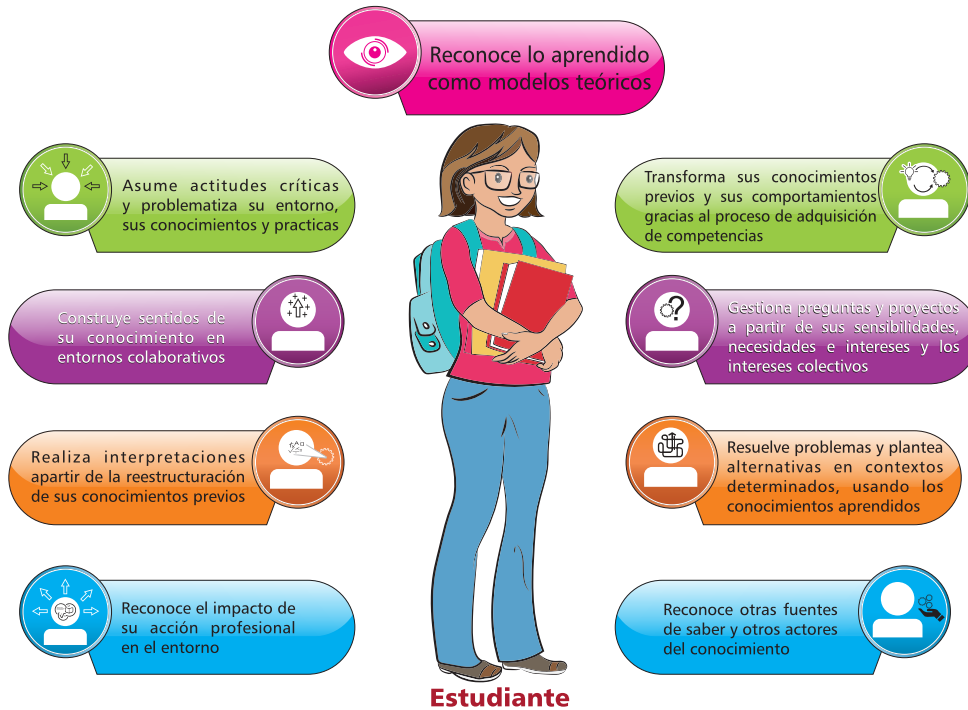 Reconoce lo aprendido
como modelos teóricos
Asume actitudes críticas
y problematiza su entorno,
sus conocimientos y practicas
Transforma sus conocimientos
previos y sus comportamientos
gracias al proceso de adquisición
de competencias
Construye sentidos de
su conocimiento en
entornos colaborativos
Gestiona preguntas y proyectos
a partir de sus sensibilidades,
necesidades e intereses y los
intereses colectivos
Realiza interpretaciones
apartir de la reestructuración
de sus conocimientos previos
Resuelve problemas y plantea
alternativas en contextos
determinados, usando los
conocimientos aprendidos
Reconoce el impacto de
su acción profesional
en el entorno
Reconoce otras fuentes
de saber y otros actores
del conocimiento
Estudiante